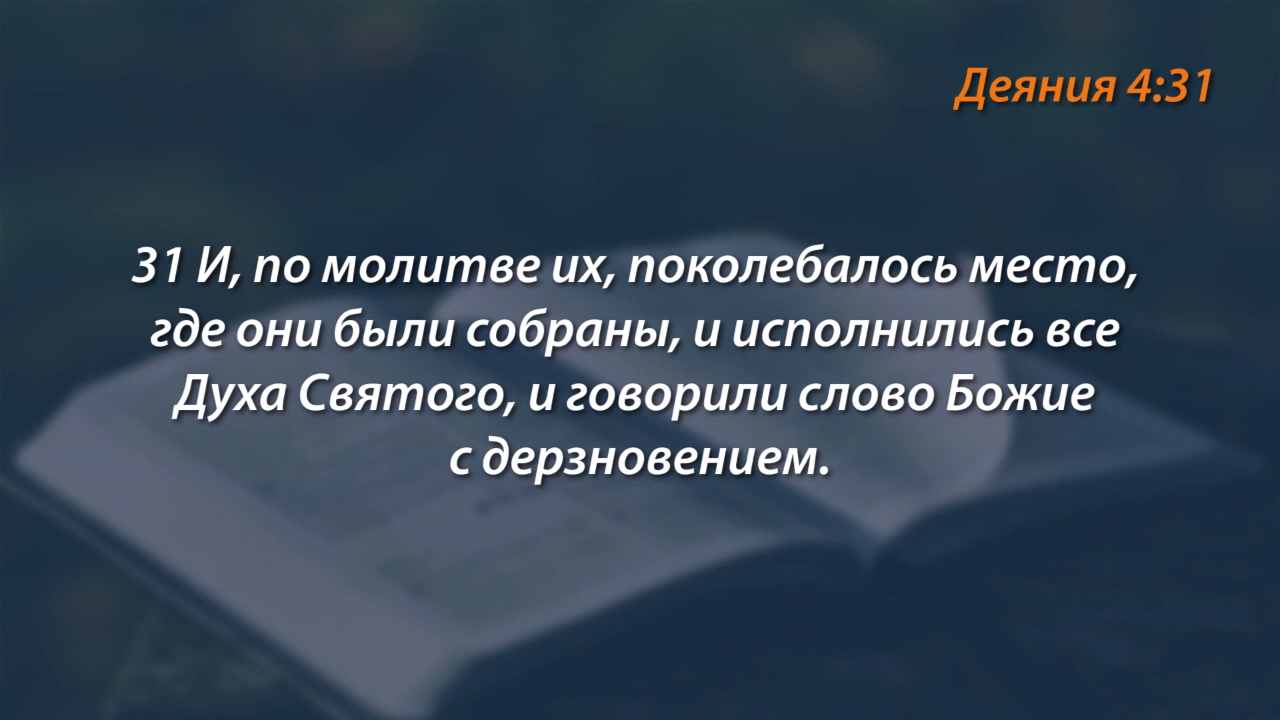 Деяния 4:31
31 И, по молитве их, поколебалось место,
где они были собраны, и исполнились все
Духа Святого, и говорили слово Божие
с дерзновением.